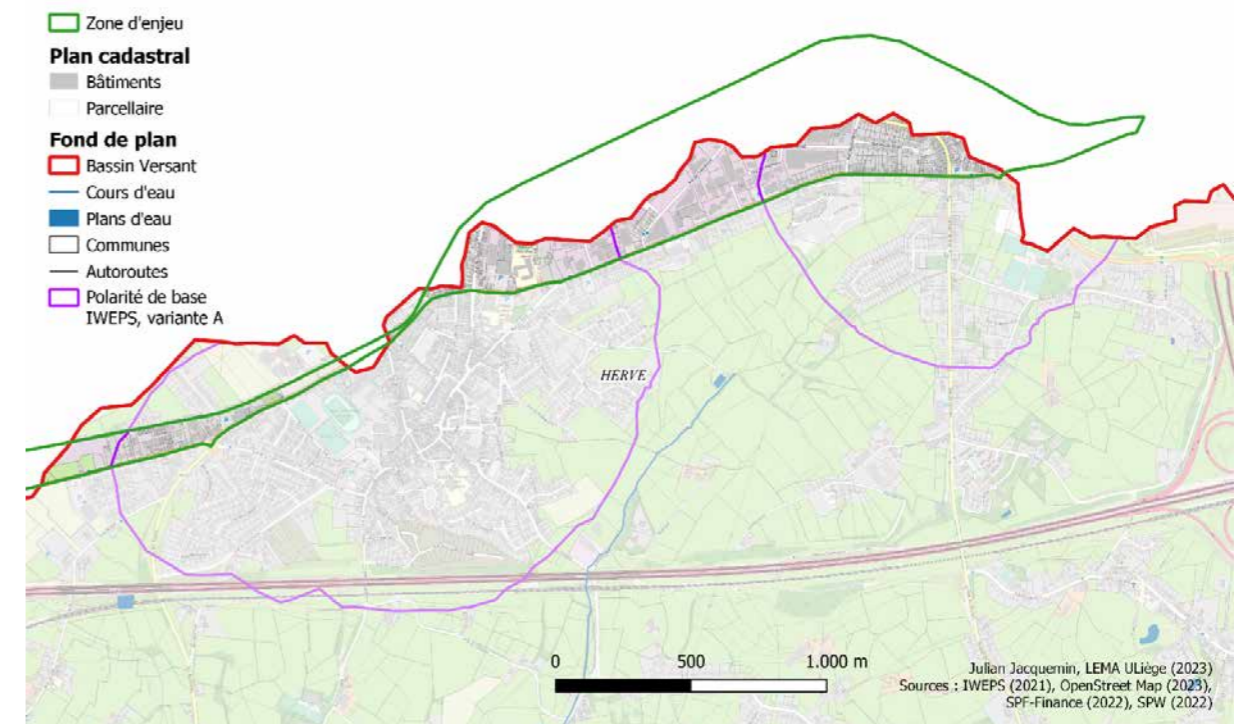 Zone d'enjeu
Plan cadastral
Bâtiments
Parcellaire
Fond de plan
Bassin Versant
Cours d'eau
Plans d'eau
Communes
Autoroutes
Polarité de base
IWEPS, variante A
HERVE
0 500 1.000 m
Julian Jacquemin, LEMA ULiège (2023)
Sources : IWEPS (2021), OpenStreet Map (2023),
SPF-Finance (2022), SPW (2022)